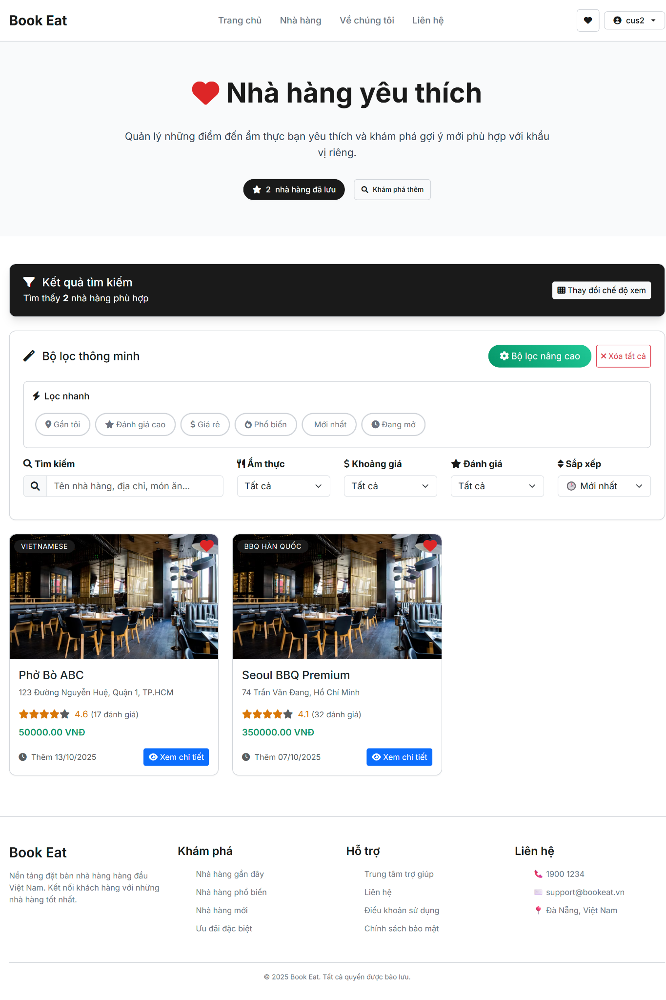 Book Eat
Trang chủ
Nhà hàng
Về chúng tôi
Liên hệ
cus2
Nhà hàng yêu thích
Quản lý những điểm đến ẩm thực bạn yêu thích và khám phá gợi ý mới phù hợp với khẩu
vị riêng.
2 nhà hàng đã lưu
Khám phá thêm
Kết quả tìm kiếm
Tìm thấy 2 nhà hàng phù hợp
Thay đổi chế độ xem
Bộ lọc thông minh
Bộ lọc nâng cao
Xóa tất cả
Lọc nhanh
Gần tôi
Đánh giá cao
Giá rẻ
Phổ biến
Mới nhất
Đang mở
Tìm kiếm
Ẩm thực
Khoảng giá
Đánh giá
Sắp xếp
Tên nhà hàng, địa chỉ, món ăn...
Tất cả
Tất cả
Tất cả
Mới nhất
VIETNAMESE
Phở Bò ABC
123 Đường Nguyễn Huệ, Quận 1, TP.HCM
4.6 (17 đánh giá)
50000.00 VNĐ
Thêm 13/10/2025
Xem chi tiết
BBQ HÀN QUỐC
Seoul BBQ Premium
74 Trần Văn Đang, Hồ Chí Minh
4.1 (32 đánh giá)
350000.00 VNĐ
Thêm 07/10/2025
Xem chi tiết
Book Eat
Nền tảng đặt bàn nhà hàng hàng đầu
Việt Nam. Kết nối khách hàng với những
nhà hàng tốt nhất.
Khám phá
Nhà hàng gần đây
Nhà hàng phổ biến
Nhà hàng mới
Ưu đãi đặc biệt
Hỗ trợ
Trung tâm trợ giúp
Liên hệ
Điều khoản sử dụng
Chính sách bảo mật
Liên hệ
1900 1234
support@bookeat.vn
Đà Nẵng, Việt Nam
© 2025 Book Eat. Tất cả quyền được bảo lưu.